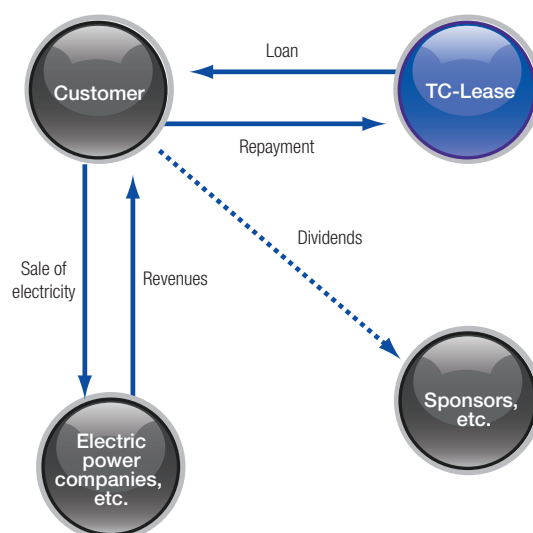 Loan
Customer
TC-Lease
Repayment
Dividends
Sale of
electricity
Revenues
Sponsors,
etc.
Electric
power
companies,
etc.